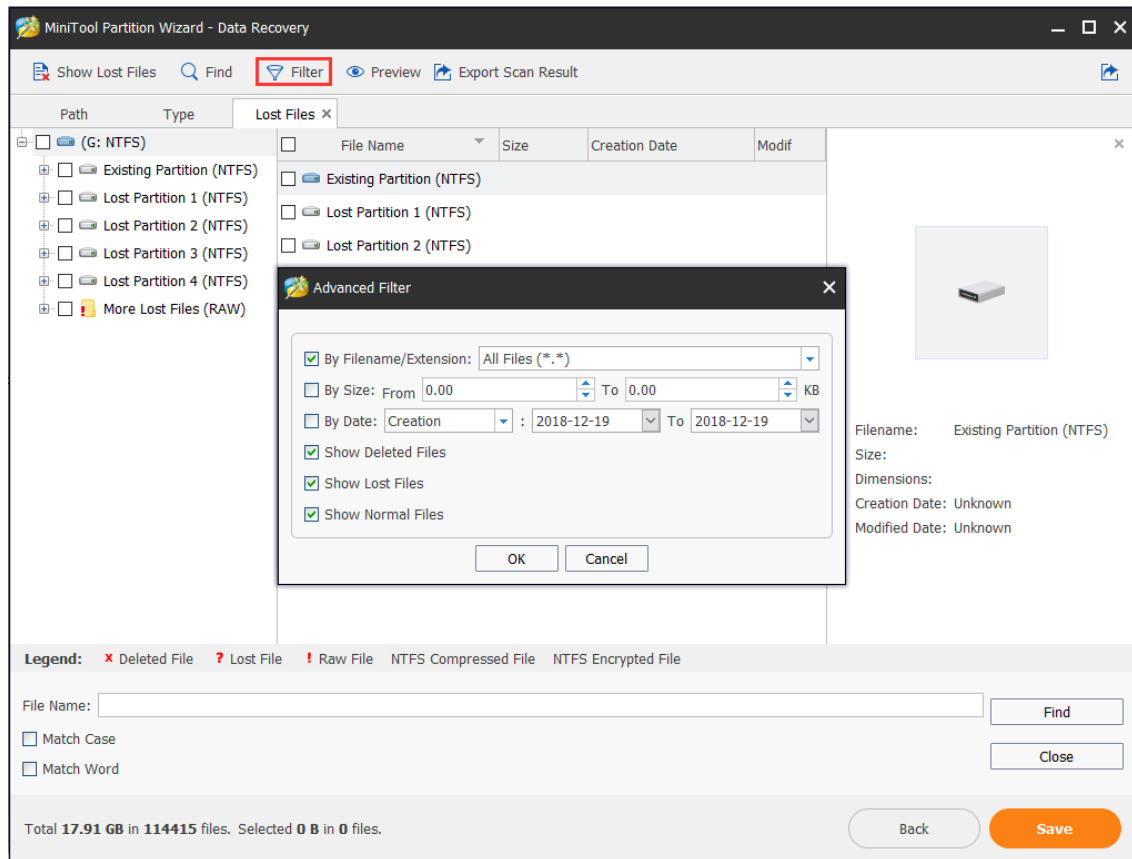 MiniTool Partition Wizard - Data Recovery
Show Lost Files Find Filter Preview Export Scan Result
Path Type Lost Files
(G: NTFS)
Existing Partition (NTFS)
Lost Partition 1 (NTFS)
Lost Partition 2 (NTFS)
Lost Partition 3 (NTFS)
Lost Partition 4 (NTFS)
More Lost Files (RAW)
File Name Size Creation Date Modif
Existing Partition (NTFS)
Lost Partition 1 (NTFS)
Lost Partition 2 (NTFS)
Advanced Filter
By Filename/Extension: All Files (*.*)
By Size: From 0.00 To 0.00 KB
By Date: Creation : 2018-12-19 To 2018-12-19
Show Deleted Files
Show Lost Files
Show Normal Files
OK Cancel
Filename: Existing Partition (NTFS)
Size:
Dimensions:
Creation Date: Unknown
Modified Date: Unknown
Legend: x Deleted File ? Lost File ! Raw File NTFS Compressed File NTFS Encrypted File
File Name: Find
Match Case
Close
Match Word
Total 17.91 GB in 114415 files. Selected 0 B in 0 files.
Back Save